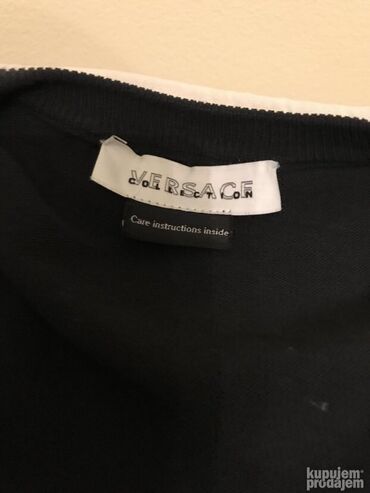 VERSACE
COLLECTION
Care instructions inside
kupujem
prodajem